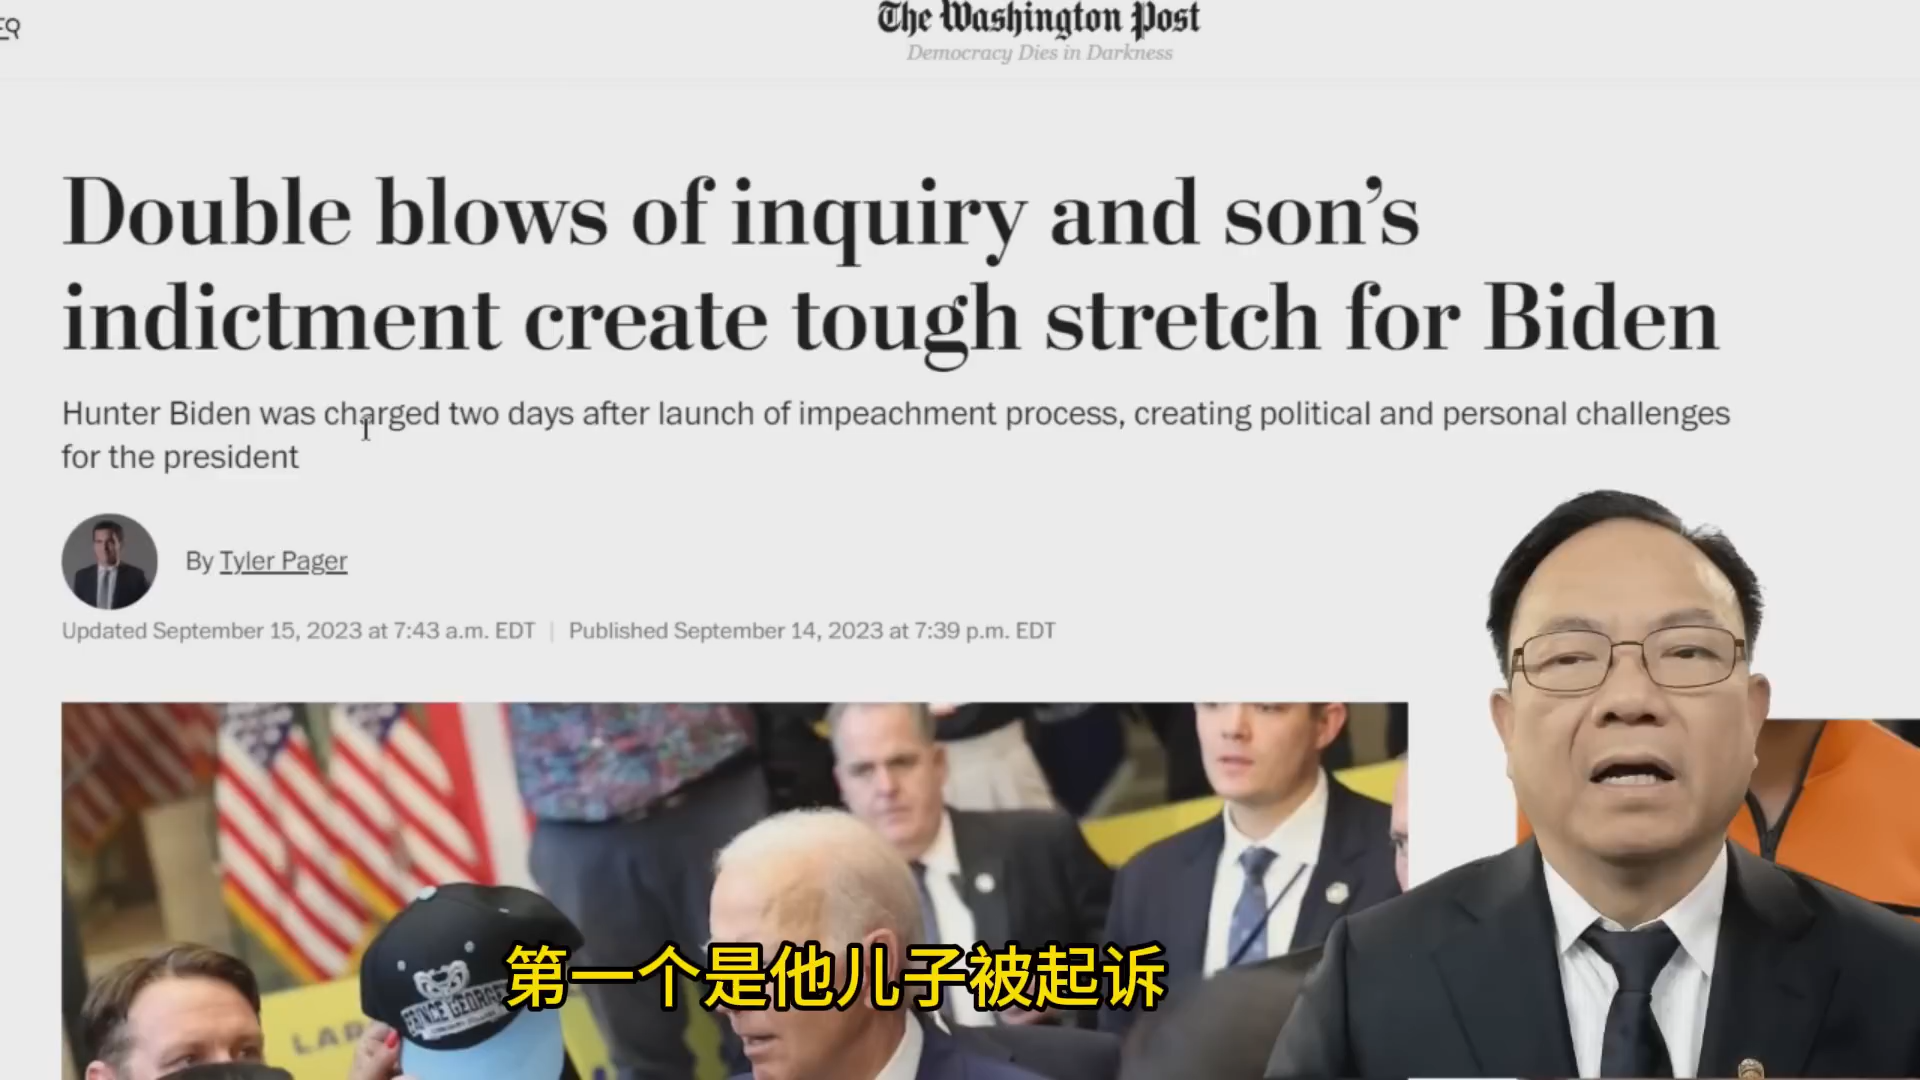 The Washington Post
Democracy Dies in Darkness
Double blows of inquiry and son’s
indictment create tough stretch for Biden
Hunter Biden was charged two days after launch of impeachment process, creating political and personal challenges
for the president
By Tyler Pager
Updated September 15, 2023 at 7:43 a.m. EDT | Published September 14, 2023 at 7:39 p.m. EDT
第一个是他儿子被起诉